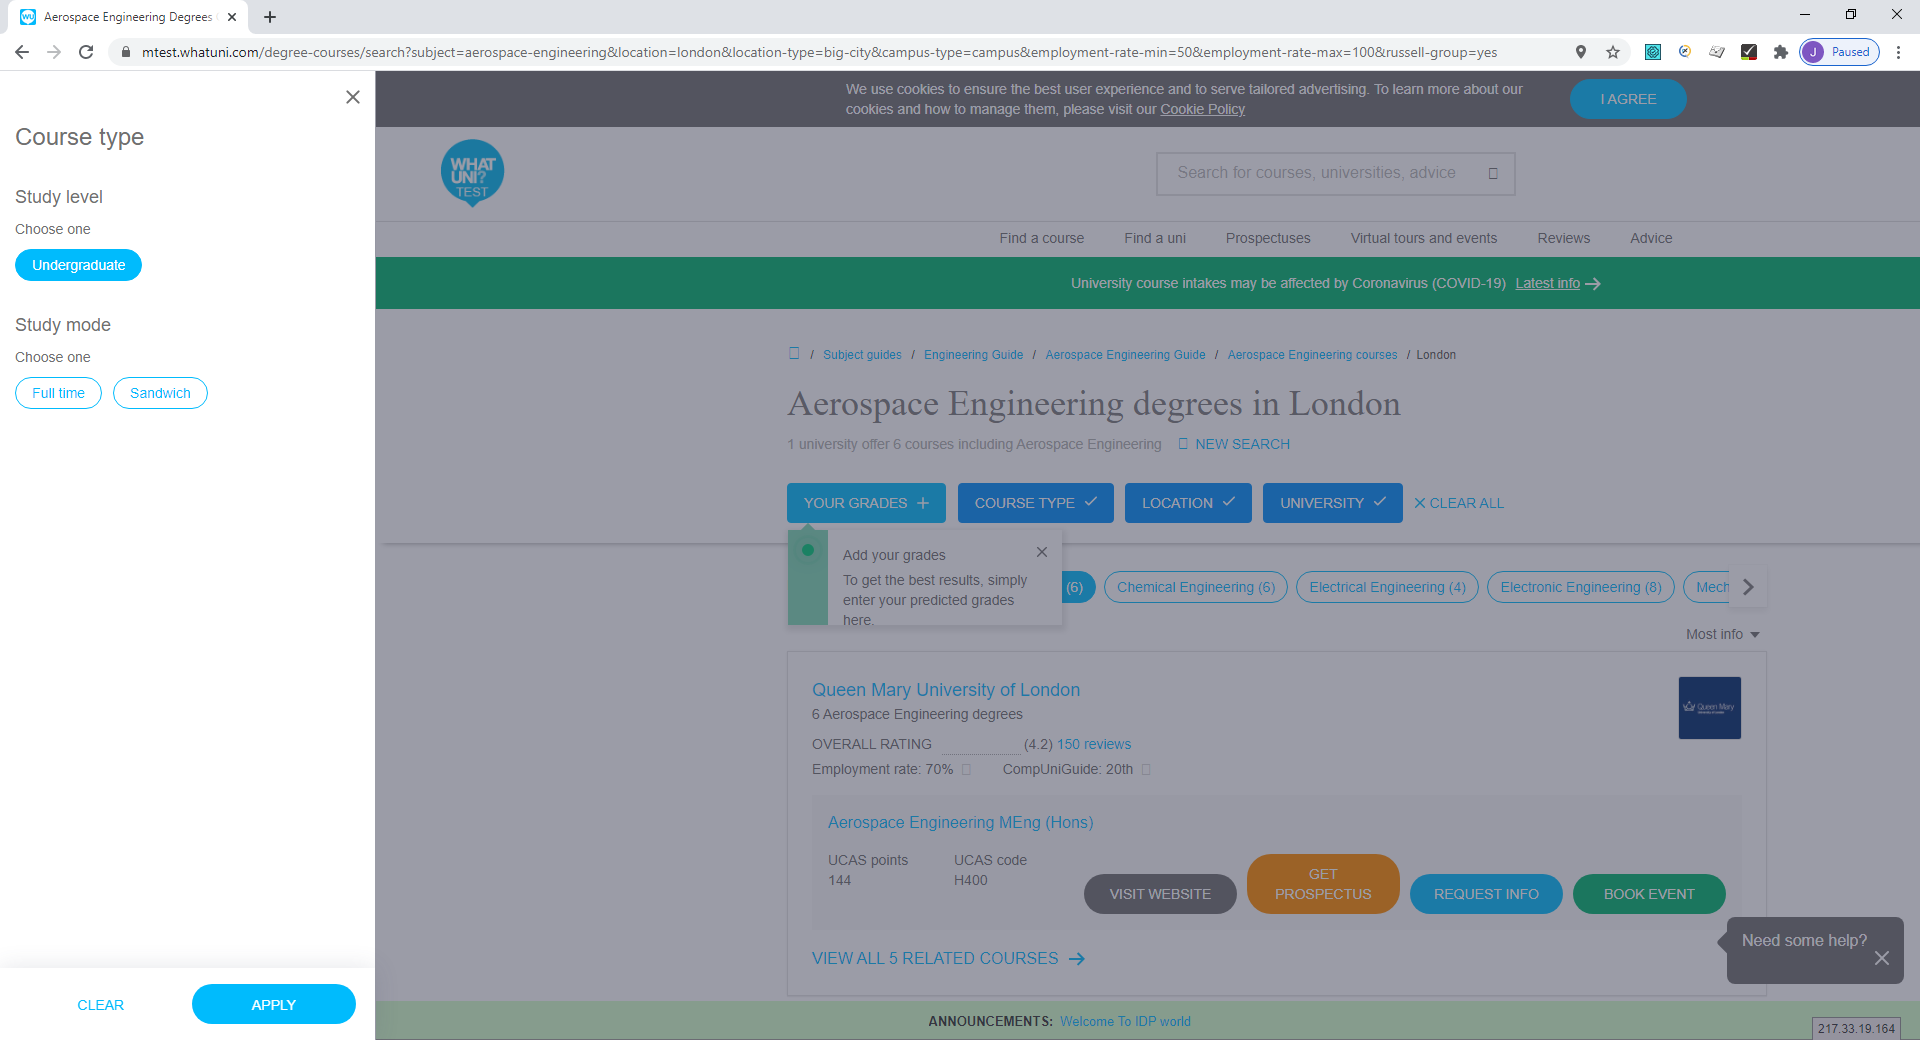 Aerospace Engineering Degrees
mtest.whatuni.com/degree-courses/search?subject=aerospace-engineering&location=london&location-type=big-city&campus-type=campus&employment-rate-min=50&employment-rate-max=100&russell-group=yes
J Paused
Course type
Study level
Choose one
Undergraduate
Study mode
Choose one
Full time Sandwich
CLEAR APPLY
We use cookies to ensure the best user experience and to serve tailored advertising. To learn more about our
cookies and how to manage them, please visit our Cookie Policy
I AGREE
WHAT
UNI?
TEST
Search for courses, universities, advice
Find a course Find a uni Prospectuses Virtual tours and events Reviews Advice
University course intakes may be affected by Coronavirus (COVID-19) Latest info
/ Subject guides / Engineering Guide / Aerospace Engineering Guide / Aerospace Engineering courses / London
Aerospace Engineering degrees in London
1 university offer 6 courses including Aerospace Engineering NEW SEARCH
YOUR GRADES COURSE TYPE LOCATION UNIVERSITY CLEAR ALL
Add your grades
To get the best results, simply
enter your predicted grades
here.
(6) Chemical Engineering (6) Electrical Engineering (4) Electronic Engineering (8) Mech
Most info
Queen Mary University of London
6 Aerospace Engineering degrees
OVERALL RATING (4.2) 150 reviews
Employment rate: 70% CompUniGuide: 20th
Queen Mary
Aerospace Engineering MEng (Hons)
UCAS points UCAS code
144 H400
VISIT WEBSITE
GET
PROSPECTUS
REQUEST INFO
BOOK EVENT
VIEW ALL 5 RELATED COURSES
Need some help?
ANNOUNCEMENTS: Welcome To IDP world
217.33.19.164